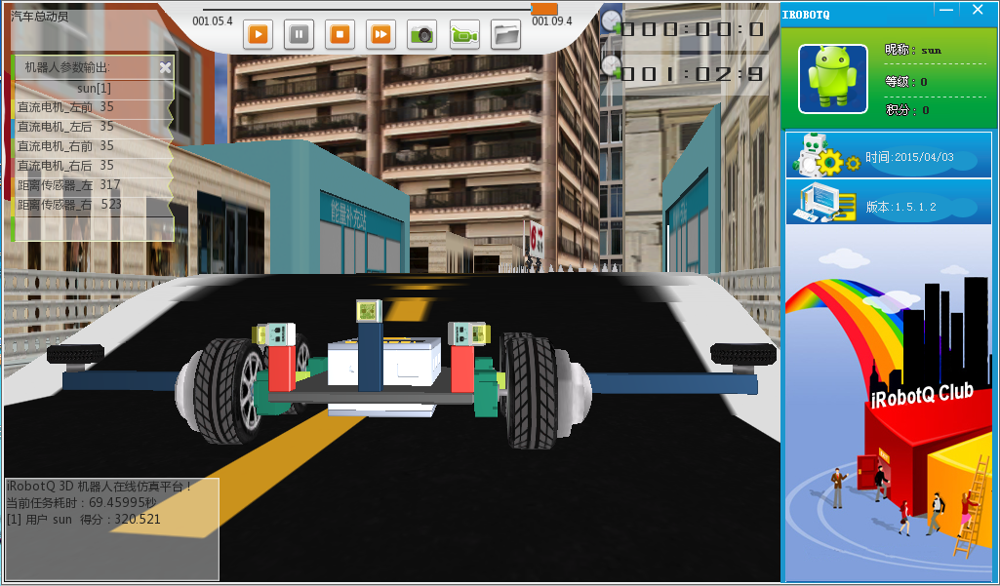 汽车总动员
001 05 4
001 09 4
000:00:0
001:02:9
机器人参数输出:
sun[1]
直流电机_左前 35
直流电机_左后 35
直流电机_右前 35
直流电机_右后 35
距离传感器_左 317
距离传感器_右 523
能量补充站
iRobotQ 3D 机器人在线仿真平台！
当前任务耗时：69.45995秒
[1] 用户 sun 得分：320.521
IROBOTQ
昵称：sun
等级：0
积分：0
时间:2015/04/03
版本:1.5.1.2
iRobotQ Club